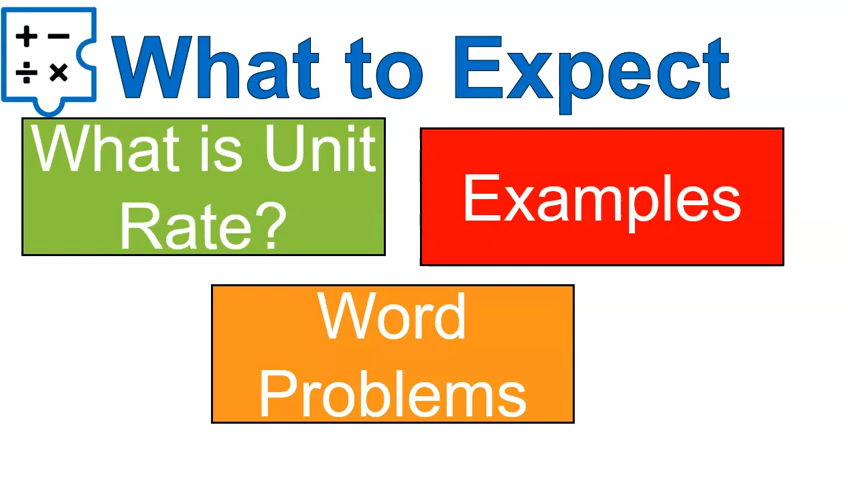 + −
÷ ×
What to Expect
What is Unit
Rate?
Examples
Word
Problems